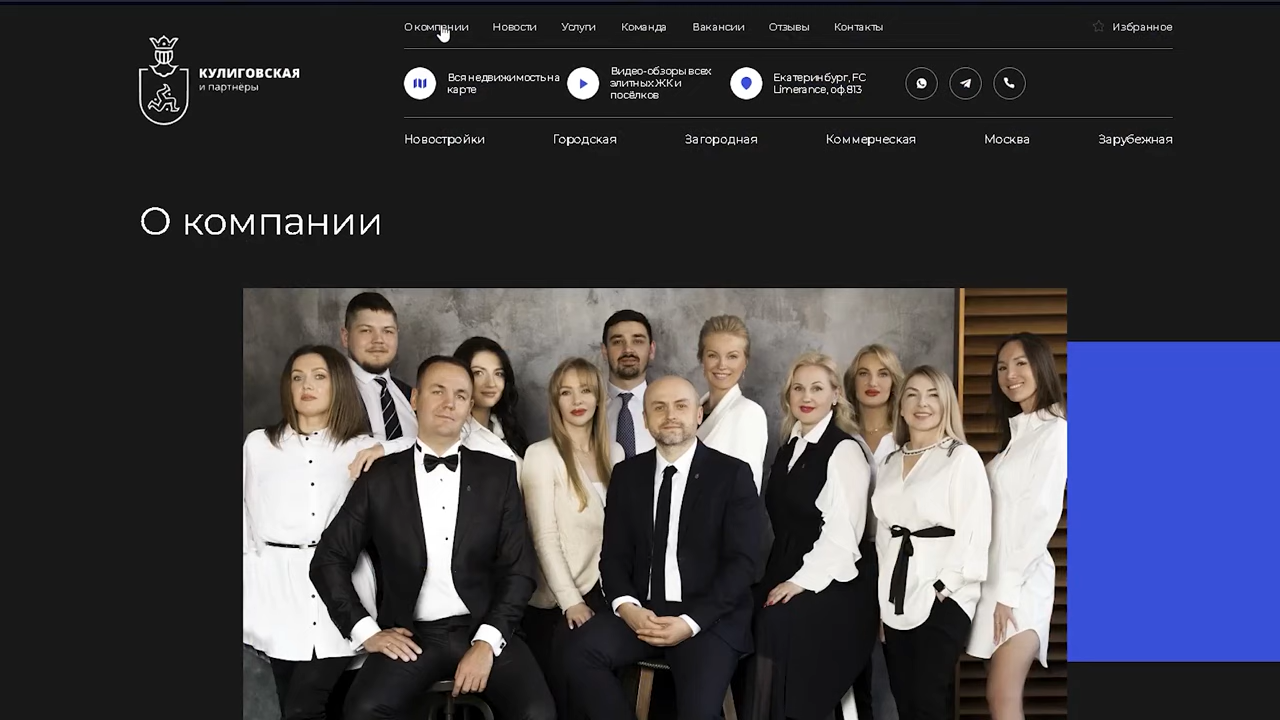 О компании Новости Услуги Команда Вакансии Отзывы Контакты Избранное
КУЛИГОВСКАЯ
и партнёры
Вся недвижимость на
карте
Видео-обзоры всех
элитных ЖК и
посёлков
Екатеринбург, FC
Limerance, оф.813
Новостройки Городская Загородная Коммерческая Москва Зарубежная
О компании